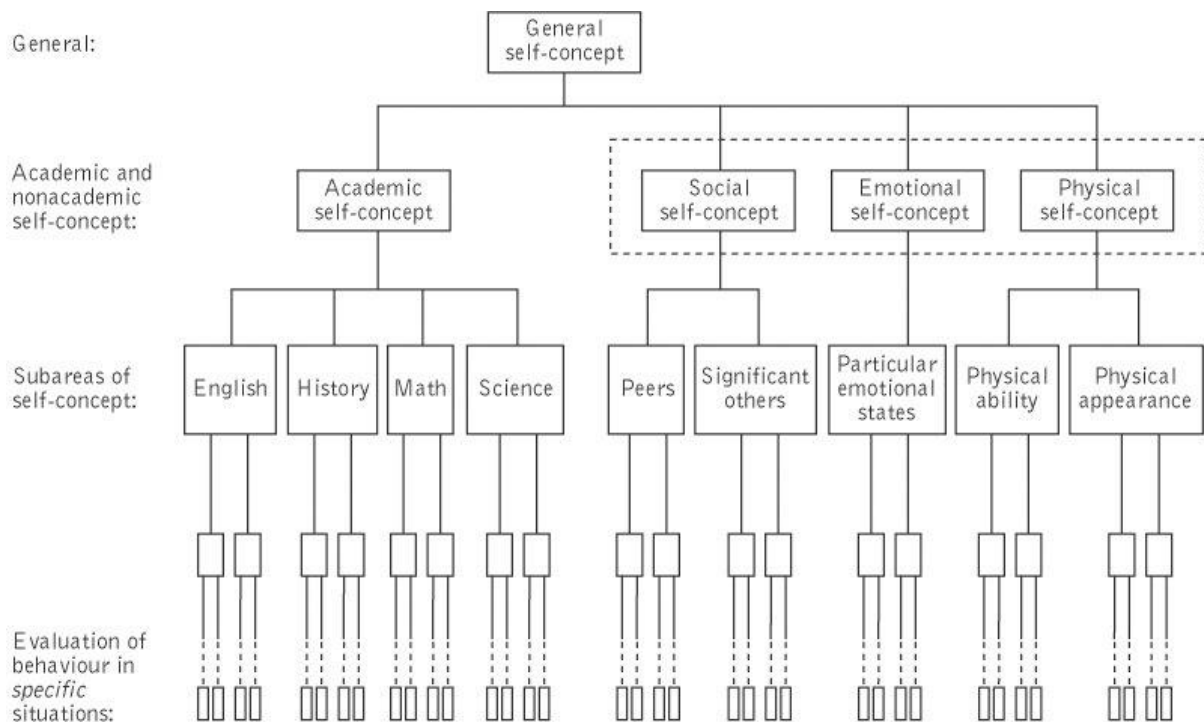 General:
General
self-concept
Academic and
nonacademic
self-concept:
Academic
self-concept
Social
self-concept
Emotional
self-concept
Physical
self-concept
Subareas of
self-concept:
English
History
Math
Science
Peers
Significant
others
Particular
emotional
states
Physical
ability
Physical
appearance
Evaluation of
behaviour in
specific
situations: